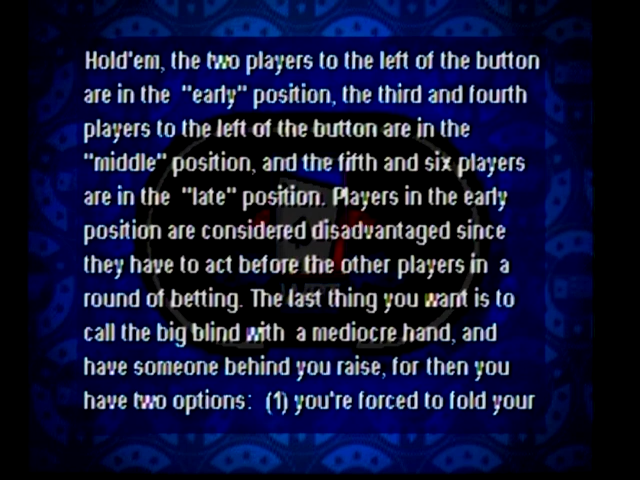 Hold'em, the two players to the left of the button
are in the "early" position, the third and fourth
players to the left of the button are in the
"middle" position, and the fifth and six players
are in the "late" position. Players in the early
position are considered disadvantaged since
they have to act before the other players in a
round of betting. The last thing you want is to
call the big blind with a mediocre hand, and
have someone behind you raise, for then you
have two options: (1) you're forced to fold your